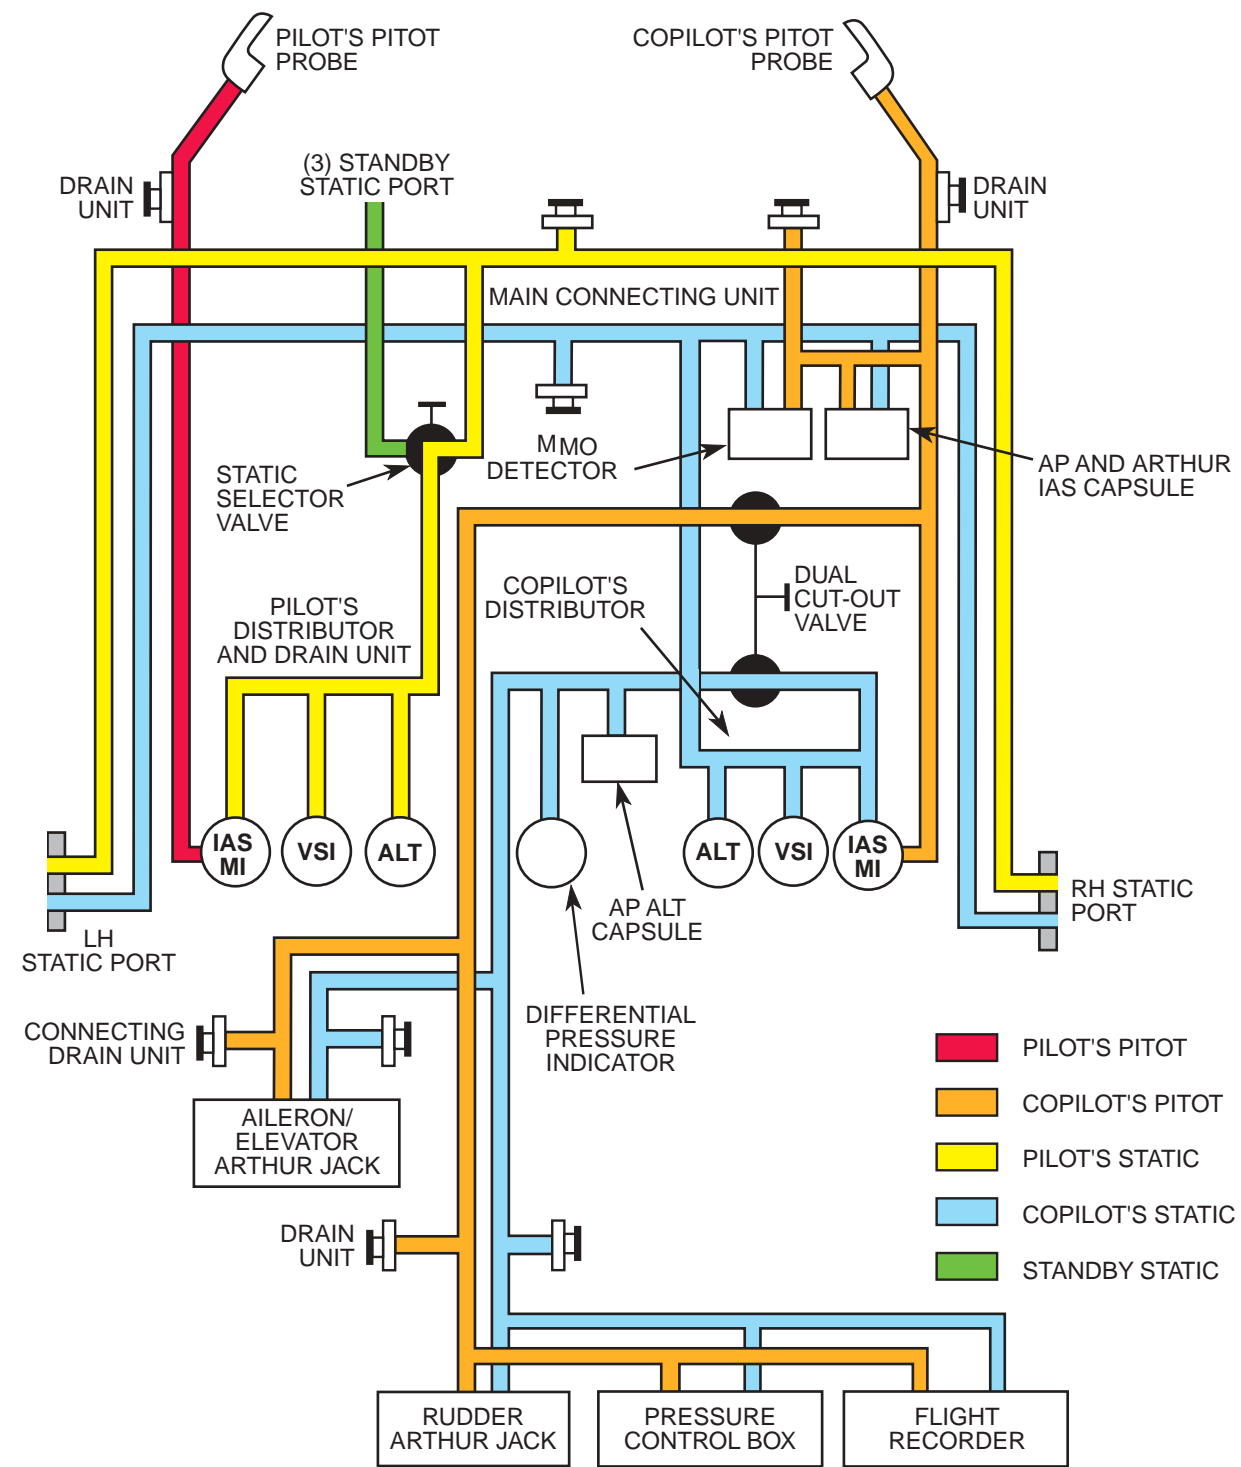 PILOT'S PITOT
PROBE
COPILOT'S PITOT
PROBE
(3) STANDBY
STATIC PORT
DRAIN
UNIT
DRAIN
UNIT
MAIN CONNECTING UNIT
MMO
DETECTOR
STATIC
SELECTOR
VALVE
AP AND ARTHUR
IAS CAPSULE
COPILOT'S
DISTRIBUTOR
DUAL
CUT-OUT
VALVE
PILOT'S
DISTRIBUTOR
AND DRAIN UNIT
IAS
MI
VSI
ALT
ALT
VSI
IAS
MI
AP ALT
CAPSULE
RH STATIC
PORT
LH
STATIC PORT
DIFFERENTIAL
PRESSURE
INDICATOR
CONNECTING
DRAIN UNIT
AILERON/
ELEVATOR
ARTHUR JACK
PILOT'S PITOT
COPILOT'S PITOT
PILOT'S STATIC
COPILOT'S STATIC
STANDBY STATIC
DRAIN
UNIT
RUDDER
ARTHUR JACK
PRESSURE
CONTROL BOX
FLIGHT
RECORDER